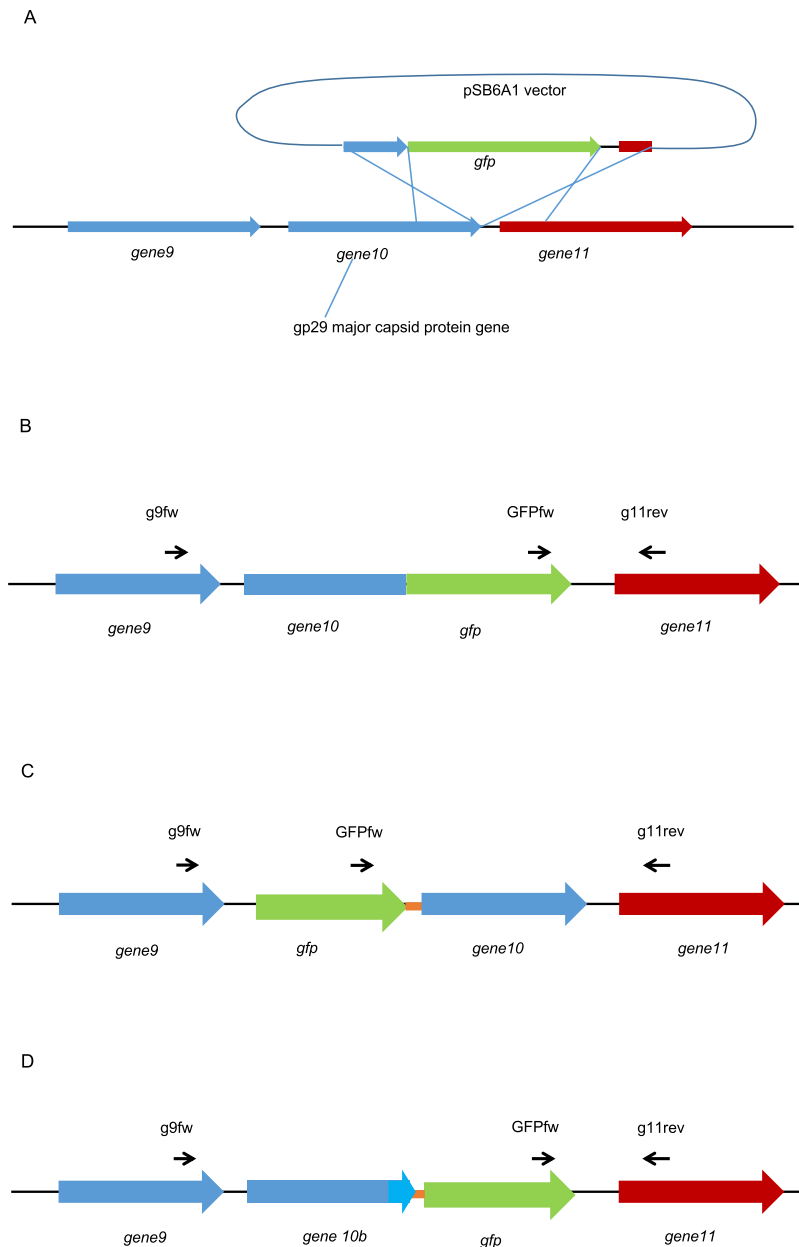 A
pSB6A1 vector
gfp
gene9
gene10
gene11
gp29 major capsid protein gene
B
g9fw
GFPfw
g11rev
gene9
gene10
gfp
gene11
C
g9fw
GFPfw
g11rev
gene9
gfp
gene10
gene11
D
g9fw
GFPfw
g11rev
gene9
gene 10b
gfp
gene11